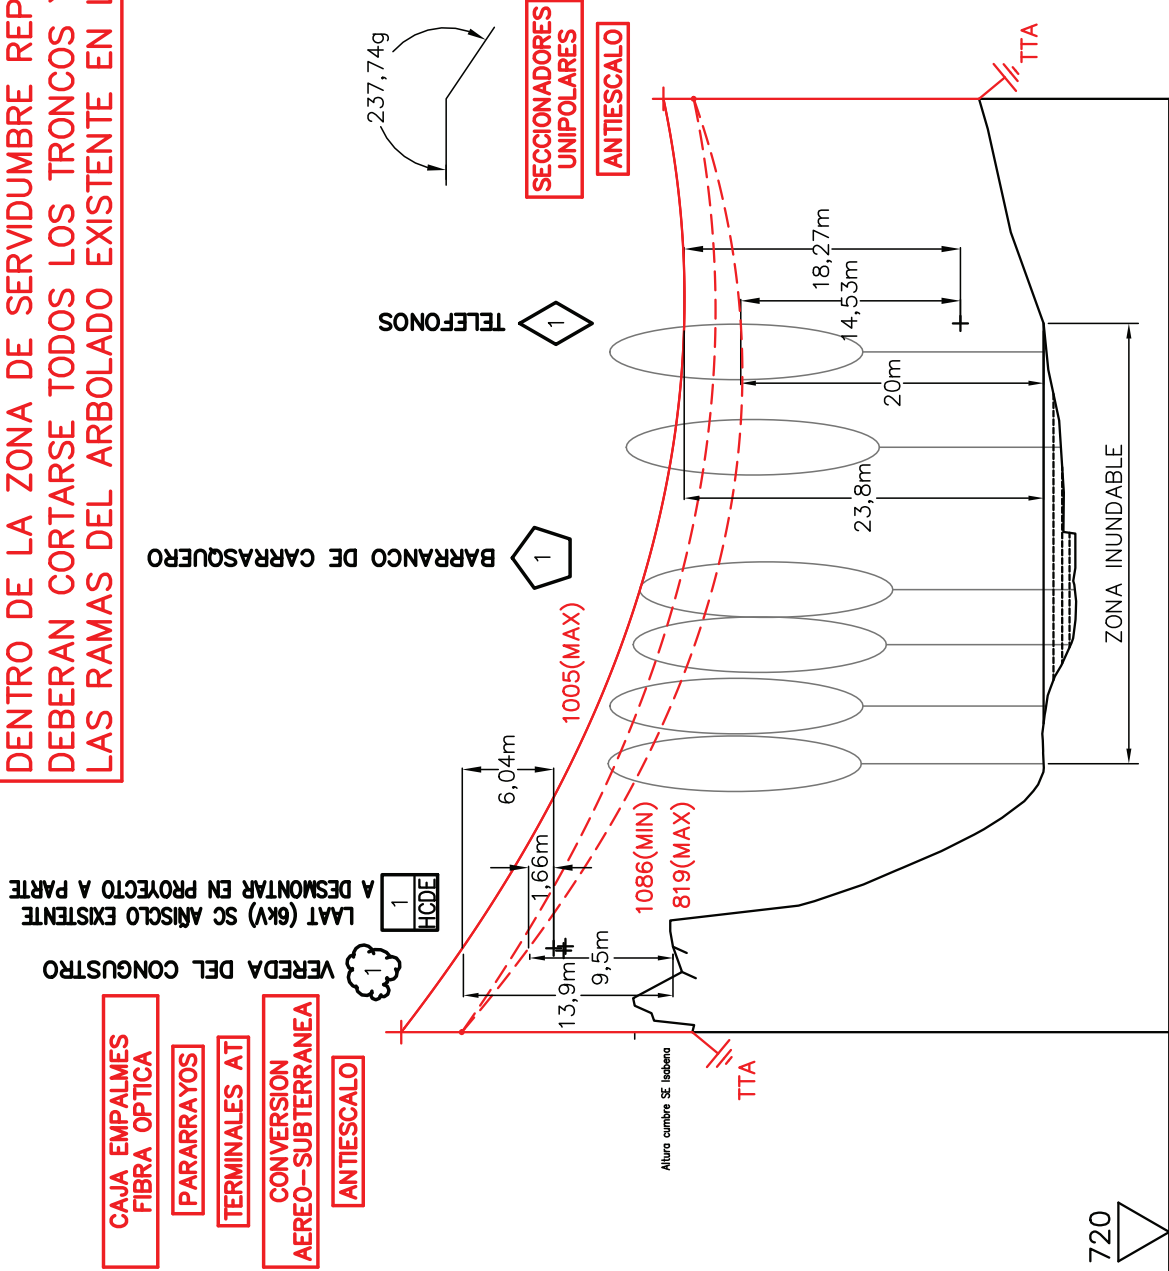 DENTRO DE LA ZONA DE SERVIDUMBRE REP
DEBERAN CORTARSE TODOS LOS TRONCOS Y
LAS RAMAS DEL ARBOLADO EXISTENTE EN L
237,74g
SECCIONADORES
UNIPOLARES
ANTIESCALO
TTA
TELEFONOS
1
18,27m
14,53m
20m
23,8m
ZONA INUNDABLE
BARRANCO DE CARRASQUERO
1
1005(MAX)
6,04m
1,66m
1086(MIN)
819(MAX)
LAAT (6kV) SC AÑISCLO EXISTENTE
A DESMONTAR EN PROYECTO A PARTE
1
HCDE
VEREDA DEL CONGUSTRO
1
9,5m
13,9m
CAJA EMPALMES
FIBRA OPTICA
PARARRAYOS
TERMINALES AT
CONVERSION
AEREO-SUBTERRANEA
ANTIESCALO
Altura cumbre SE Isabena
TTA
720